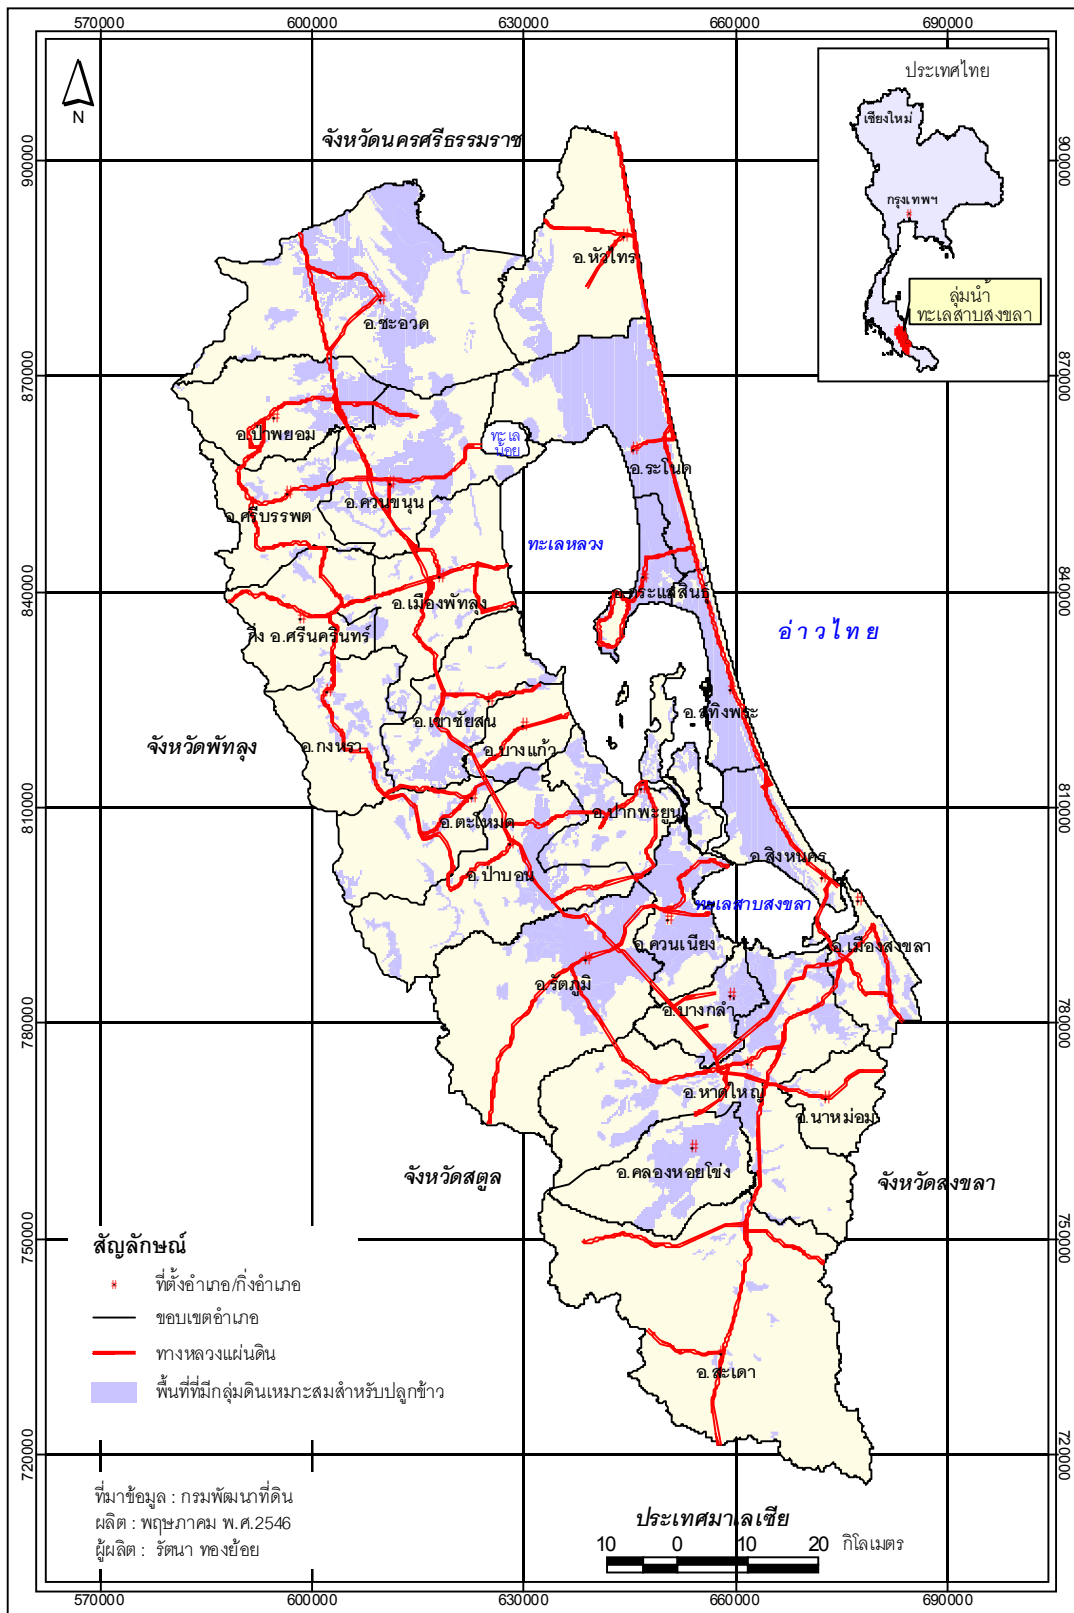 570000 600000 630000 660000 690000
ประเทศไทย
เชียงใหม่
กรุงเทพฯ
ลุ่มน้ำ
ทะเลสาบสงขลา
N
จังหวัดนครศรีธรรมราช
900000 900000
อ.หัวไทร
อ.ชะอวด
870000 870000
อ.ป่าพยอม
ทะเล
น้อย
อ.ระโนด
อ.ควนขนุน
อ.ศรีบรรพต
ทะเลหลวง
840000 840000
อ.กระแสสินธุ์
อ.เมืองพัทลุง
อ่าวไทย
กิ่ง อ.ศรีนครินทร์
อ.สทิงพระ
อ.เขาชัยสน
จังหวัดพัทลุง
อ.กงหรา
อ.บางแก้ว
810000 810000
อ.ปากพะยูน
อ.ตะโหมด
อ.สิงหนคร
อ.ป่าบอน
ทะเลสาบสงขลา
อ.ควนเนียง
อ.เมืองสงขลา
อ.รัตภูมิ
อ.บางกล่ำ
780000 780000
อ.หาดใหญ่
อ.นาหม่อม
อ.คลองหอยโข่ง
จังหวัดสตูล
จังหวัดสงขลา
750000 750000
สัญลักษณ์
ที่ตั้งอำเภอ/กิ่งอำเภอ
ขอบเขตอำเภอ
ทางหลวงแผ่นดิน
พื้นที่ที่มีกลุ่มดินเหมาะสมสำหรับปลูกข้าว
อ.สะเดา
720000 720000
ที่มาข้อมูล : กรมพัฒนาที่ดิน
ผลิต : พฤษภาคม พ.ศ.2546
ผู้ผลิต : รัตนา ทองย้อย
ประเทศมาเลเซีย
10 0 10 20 กิโลเมตร
570000 600000 630000 660000 690000